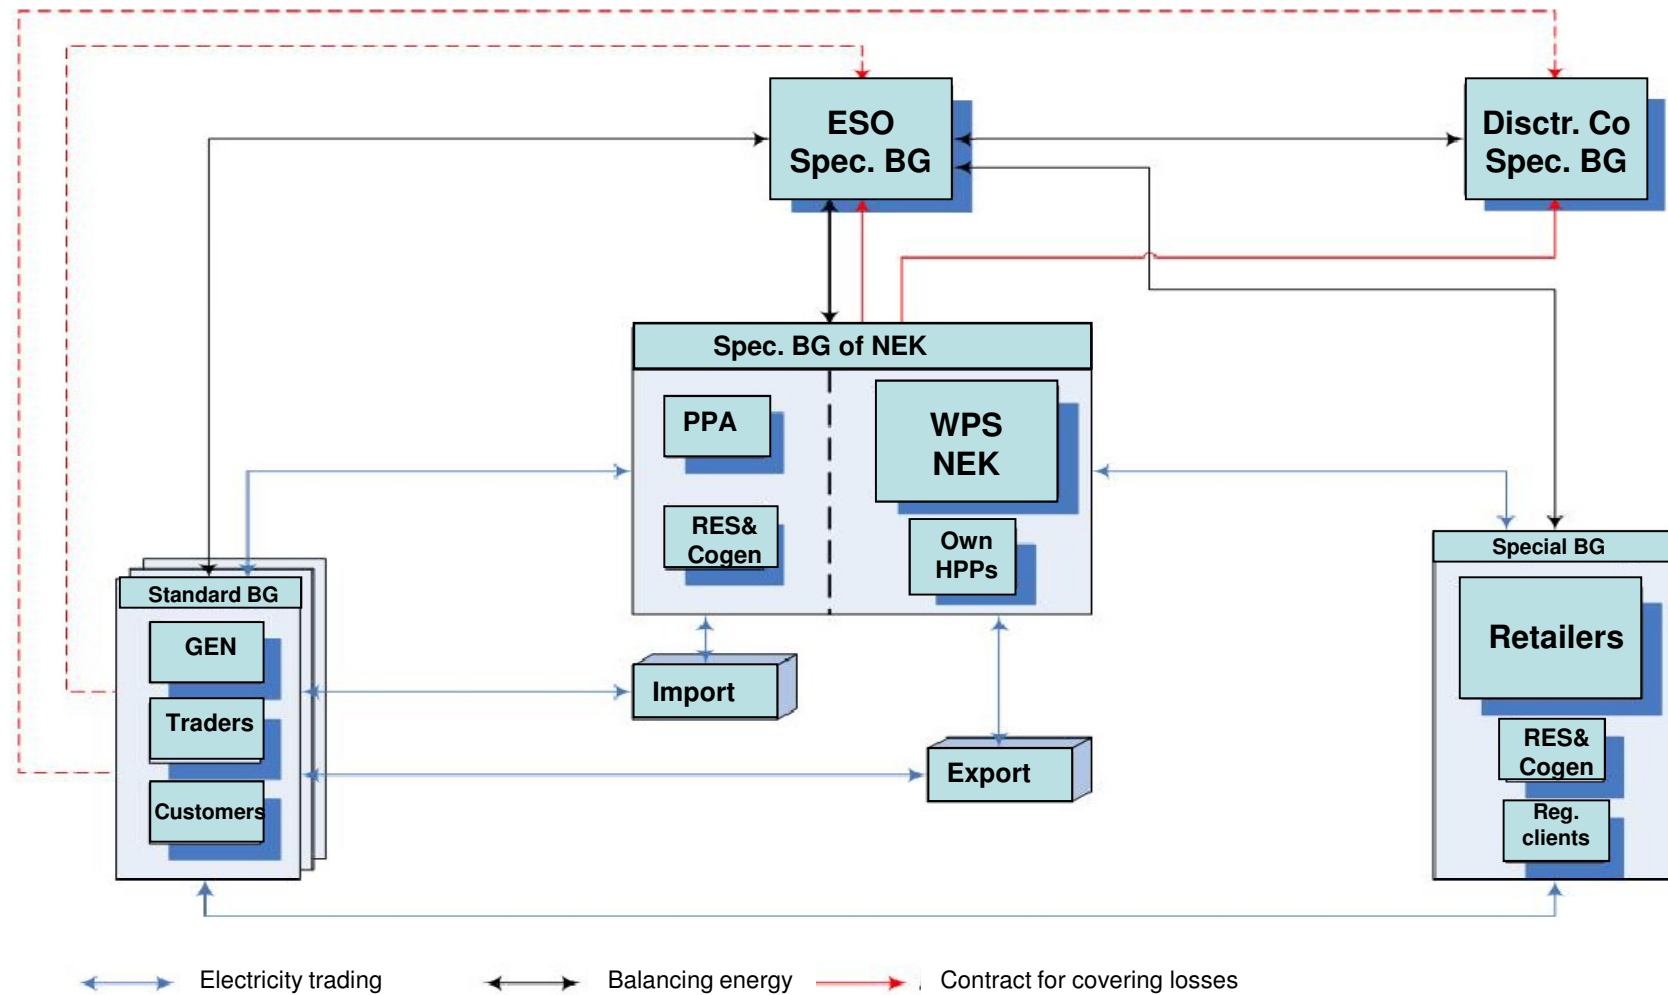 ESO
Spec. BG
Disctr. Co
Spec. BG
Spec. BG of NEK
PPA
WPS
NEK
RES&
Cogen
Own
HPPs
Standard BG
GEN
Traders
Customers
Import
Export
Special BG
Retailers
RES&
Cogen
Reg.
clients
Electricity trading
Balancing energy
Contract for covering losses